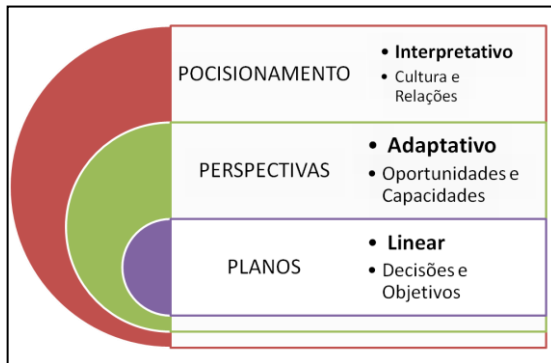 POCISIONAMENTO
• Interpretativo
• Cultura e
Relações
PERSPECTIVAS
• Adaptativo
• Oportunidades e
Capacidades
PLANOS
• Linear
• Decisões e
Objetivos